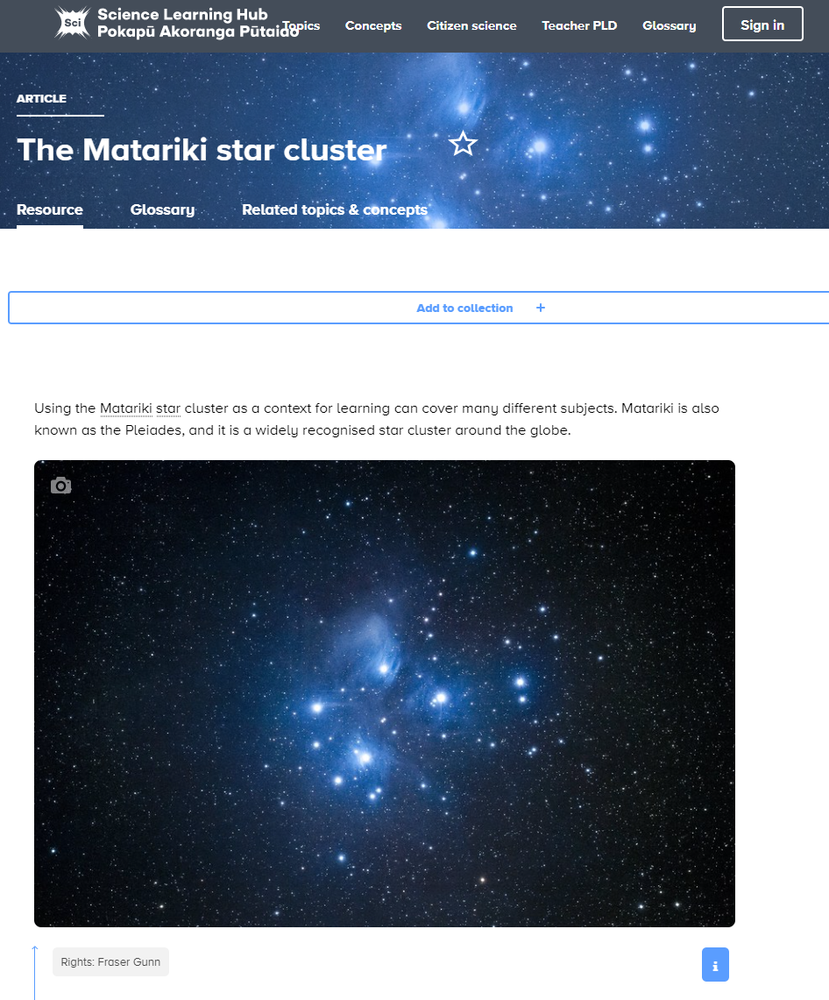 Sci
Science Learning Hub
Pokapū Akoranga Pūtaiao
Topics
Concepts
Citizen science
Teacher PLD
Glossary
Sign in
ARTICLE
The Matariki star cluster
Resource
Glossary
Related topics & concepts
Add to collection +
Using the Matariki star cluster as a context for learning can cover many different subjects. Matariki is also
known as the Pleiades, and it is a widely recognised star cluster around the globe.
Rights: Fraser Gunn
i